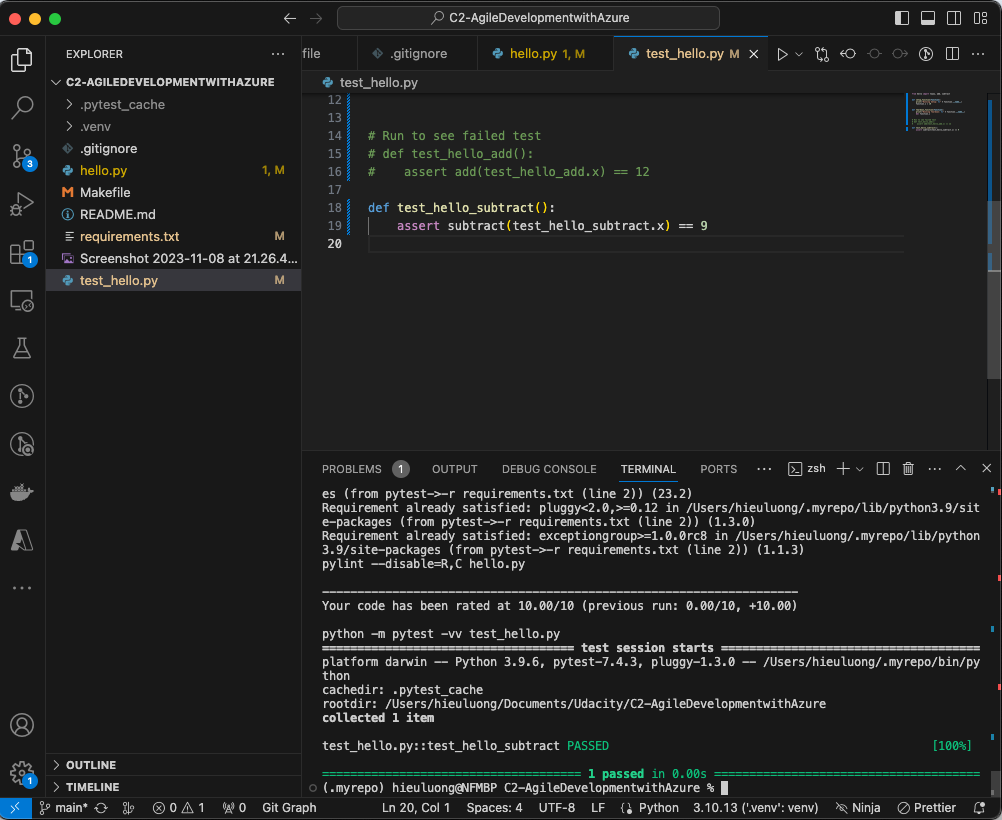 C2-AgileDevelopmentwithAzure
EXPLORER
C2-AGILEDEVELOPMENTWITHAZURE
.pytest_cache
.venv
.gitignore
hello.py 1, M
Makefile
README.md
requirements.txt M
Screenshot 2023-11-08 at 21.26.4...
test_hello.py M
OUTLINE
TIMELINE
3
1
1
file
.gitignore
hello.py 1, M
test_hello.py M
test_hello.py
12
13
14 # Run to see failed test
15 # def test_hello_add():
16 #    assert add(test_hello_add.x) == 12
17
18 def test_hello_subtract():
19     assert subtract(test_hello_subtract.x) == 9
20
PROBLEMS 1 OUTPUT DEBUG CONSOLE TERMINAL PORTS zsh
es (from pytest->-r requirements.txt (line 2)) (23.2)
Requirement already satisfied: pluggy<2.0,>=0.12 in /Users/hieuluong/.myrepo/lib/python3.9/sit
e-packages (from pytest->-r requirements.txt (line 2)) (1.3.0)
Requirement already satisfied: exceptiongroup>=1.0.0rc8 in /Users/hieuluong/.myrepo/lib/python
3.9/site-packages (from pytest->-r requirements.txt (line 2)) (1.1.3)
pylint --disable=R,C hello.py
--------------------------------------------------------------------
Your code has been rated at 10.00/10 (previous run: 0.00/10, +10.00)
python -m pytest -vv test_hello.py
==================================== test session starts =====================================
platform darwin -- Python 3.9.6, pytest-7.4.3, pluggy-1.3.0 -- /Users/hieuluong/.myrepo/bin/py
thon
cachedir: .pytest_cache
rootdir: /Users/hieuluong/Documents/Udacity/C2-AgileDevelopmentwithAzure
collected 1 item
test_hello.py::test_hello_subtract PASSED [100%]
===================================== 1 passed in 0.00s ======================================
(.myrepo) hieuluong@NFMBP C2-AgileDevelopmentwithAzure %
main* 0 1 0 Git Graph Ln 20, Col 1 Spaces: 4 UTF-8 LF Python 3.10.13 ('.venv': venv) Ninja Prettier